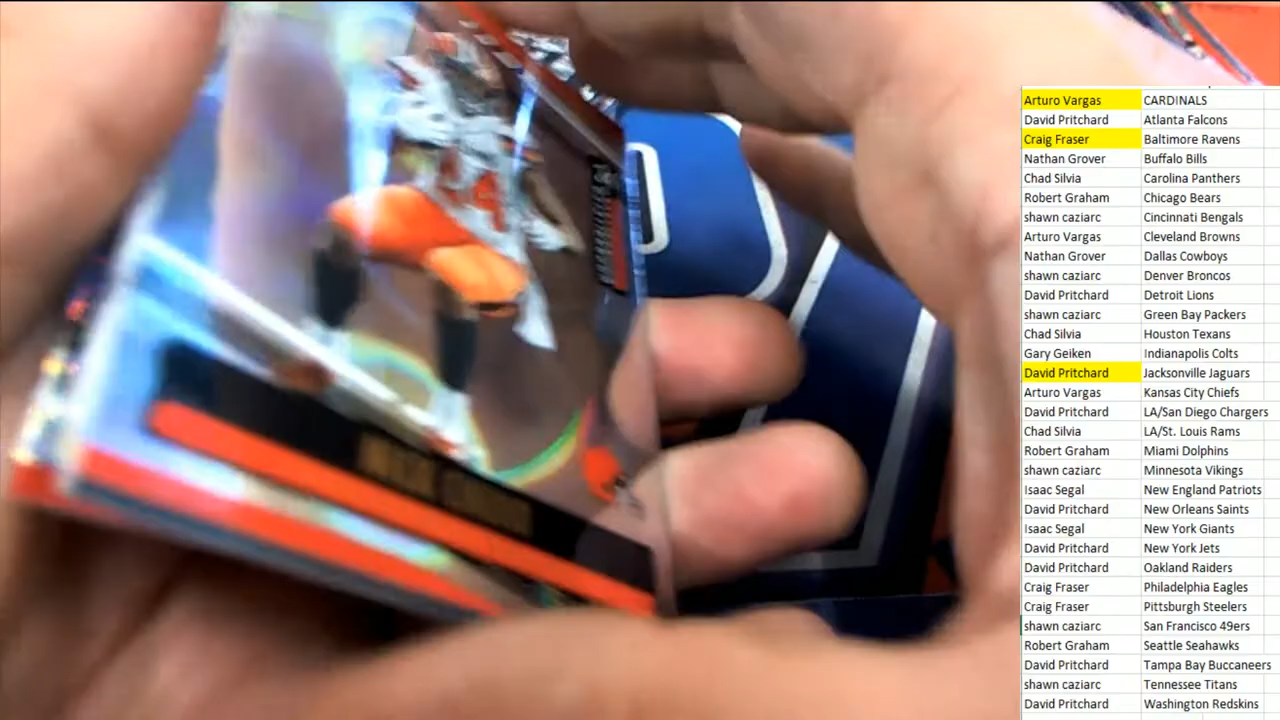 Arturo Vargas CARDINALS
David Pritchard Atlanta Falcons
Craig Fraser Baltimore Ravens
Nathan Grover Buffalo Bills
Chad Silvia Carolina Panthers
Robert Graham Chicago Bears
shawn caziarc Cincinnati Bengals
Arturo Vargas Cleveland Browns
Nathan Grover Dallas Cowboys
shawn caziarc Denver Broncos
David Pritchard Detroit Lions
shawn caziarc Green Bay Packers
Chad Silvia Houston Texans
Gary Geiken Indianapolis Colts
David Pritchard Jacksonville Jaguars
Arturo Vargas Kansas City Chiefs
David Pritchard LA/San Diego Chargers
Chad Silvia LA/St. Louis Rams
Robert Graham Miami Dolphins
shawn caziarc Minnesota Vikings
Isaac Segal New England Patriots
David Pritchard New Orleans Saints
Isaac Segal New York Giants
David Pritchard New York Jets
David Pritchard Oakland Raiders
Craig Fraser Philadelphia Eagles
Craig Fraser Pittsburgh Steelers
shawn caziarc San Francisco 49ers
Robert Graham Seattle Seahawks
David Pritchard Tampa Bay Buccaneers
shawn caziarc Tennessee Titans
David Pritchard Washington Redskins